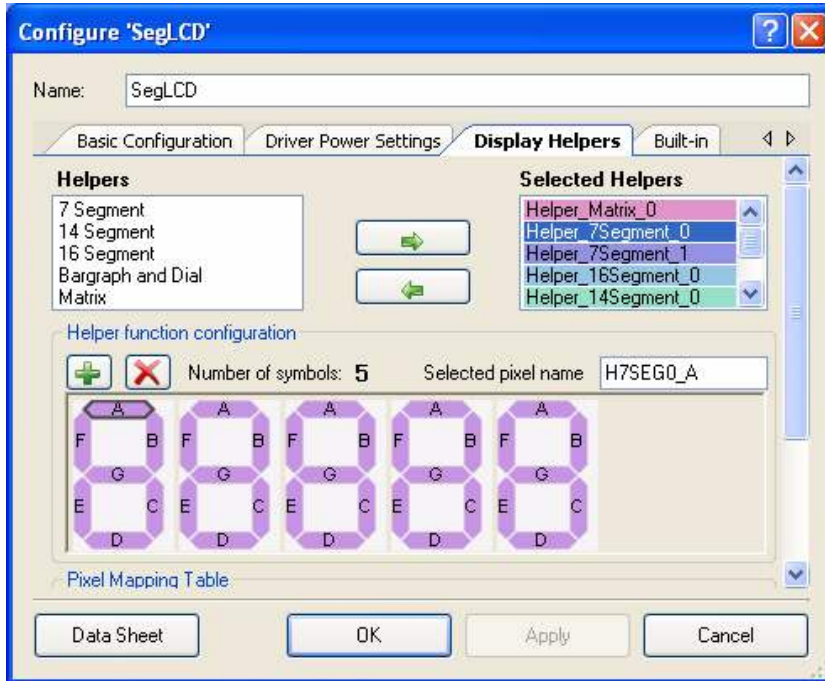 Configure 'SegLCD'
Name: SegLCD
Basic Configuration Driver Power Settings Display Helpers Built-in
Helpers
7 Segment
14 Segment
16 Segment
Bargraph and Dial
Matrix
Selected Helpers
Helper_Matrix_0
Helper_7Segment_0
Helper_7Segment_1
Helper_16Segment_0
Helper_14Segment_0
Helper function configuration
Number of symbols: 5 Selected pixel name H7SEG0_A
A A A A A
F B F B F B F B F B
G G G G G
E C E C E C E C E C
D D D D D
Pixel Mapping Table
Data Sheet OK Apply Cancel